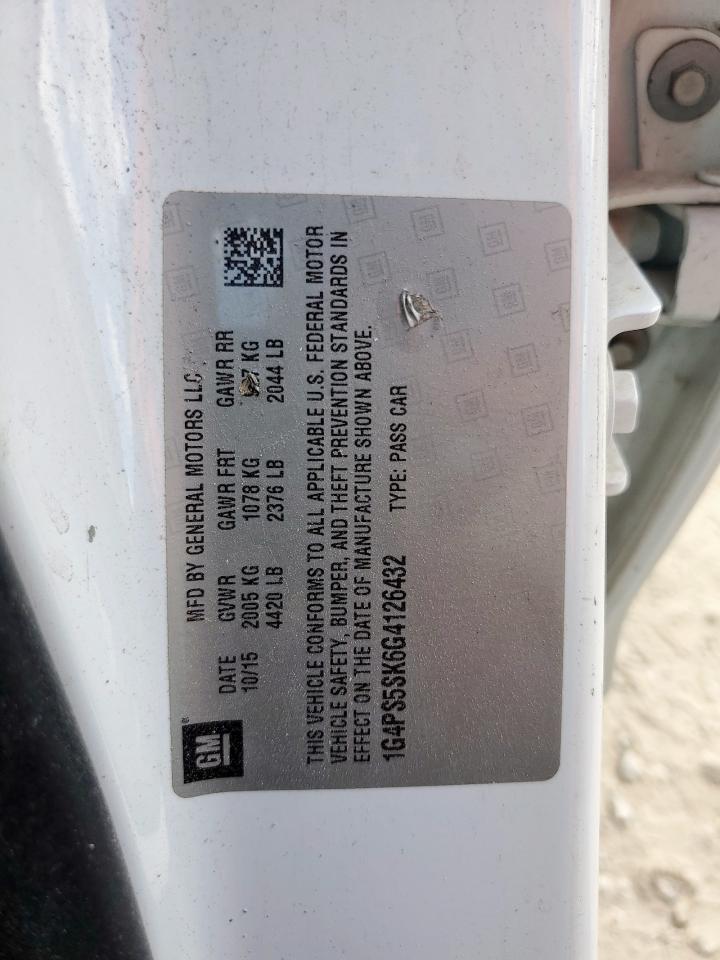 MFD BY GENERAL MOTORS LLC
DATE GVWR GAWR FRT GAWR RR
10/15 2005 KG 1078 KG KG
4420 LB 2376 LB 2044 LB
GM®
THIS VEHICLE CONFORMS TO ALL APPLICABLE U.S. FEDERAL MOTOR
VEHICLE SAFETY, BUMPER, AND THEFT PREVENTION STANDARDS IN
EFFECT ON THE DATE OF MANUFACTURE SHOWN ABOVE.
1G4PS5SK6G4126432 TYPE: PASS CAR